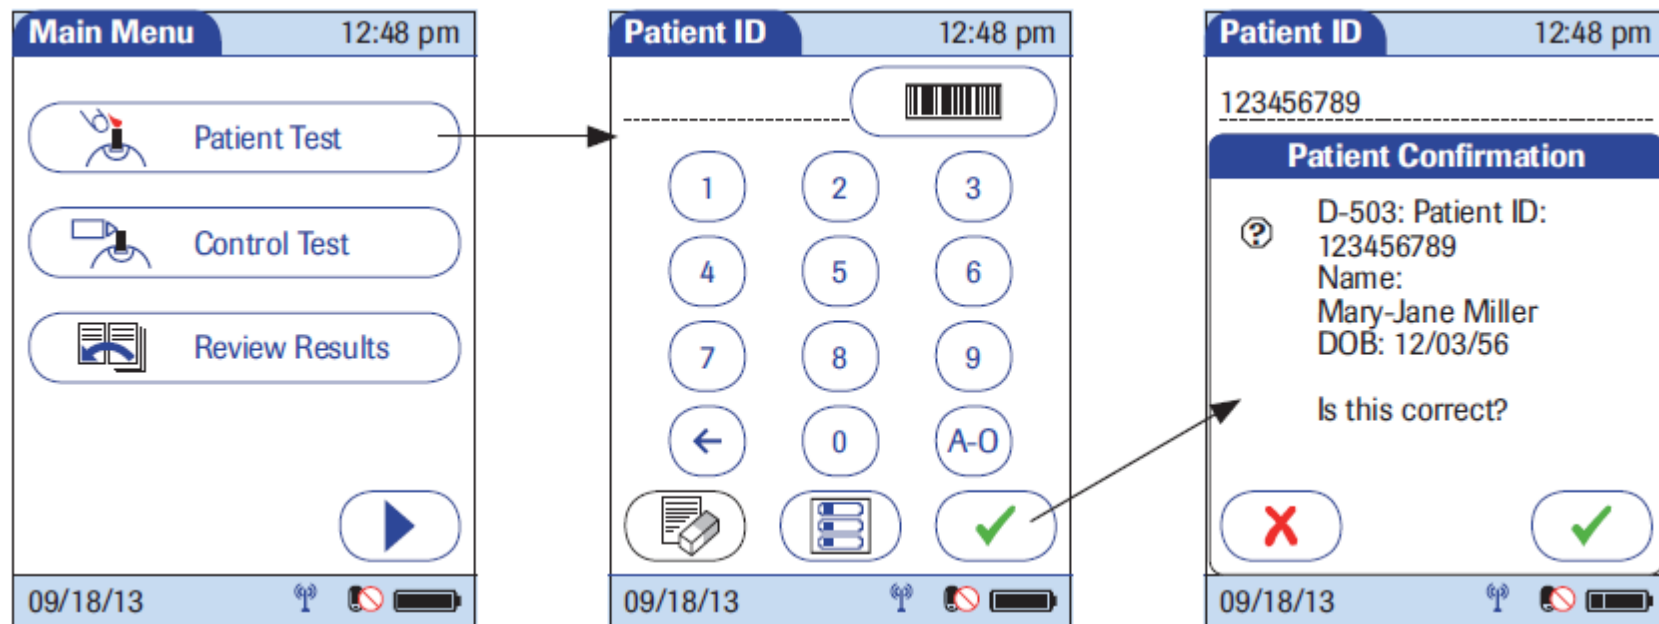 Main Menu 12:48 pm
Patient Test
Control Test
Review Results
09/18/13
Patient ID 12:48 pm
1 2 3
4 5 6
7 8 9
0 A-O
09/18/13
Patient ID 12:48 pm
123456789
Patient Confirmation
D-503: Patient ID:
123456789
Name:
Mary-Jane Miller
DOB: 12/03/56
Is this correct?
09/18/13